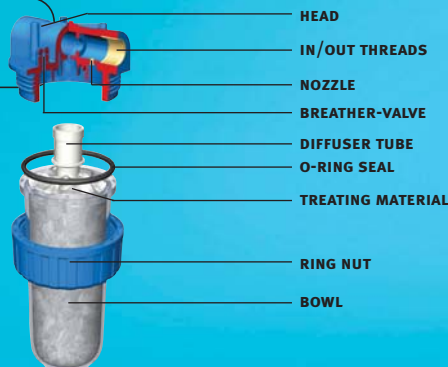 HEAD
IN/OUT THREADS
NOZZLE
BREATHER-VALVE
DIFFUSER TUBE
O-RING SEAL
TREATING MATERIAL
RING NUT
BOWL